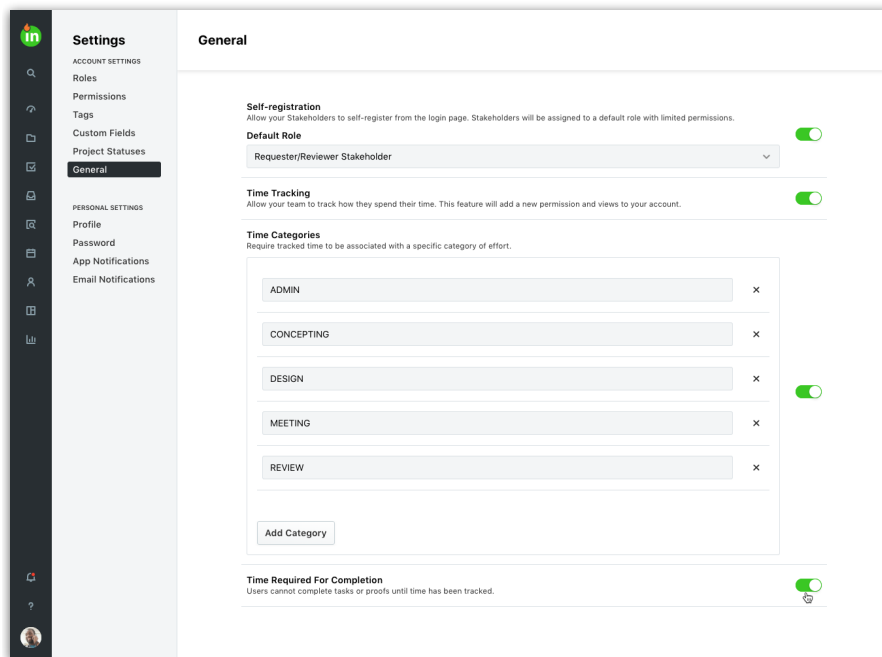 in
Settings
ACCOUNT SETTINGS
Roles
Permissions
Tags
Custom Fields
Project Statuses
General
PERSONAL SETTINGS
Profile
Password
App Notifications
Email Notifications
?
General
Self-registration
Allow your Stakeholders to self-register from the login page. Stakeholders will be assigned to a default role with limited permissions.
Default Role
Requester/Reviewer Stakeholder
Time Tracking
Allow your team to track how they spend their time. This feature will add a new permission and views to your account.
Time Categories
Require tracked time to be associated with a specific category of effort.
ADMIN
CONCEPTING
DESIGN
MEETING
REVIEW
Add Category
Time Required For Completion
Users cannot complete tasks or proofs until time has been tracked.